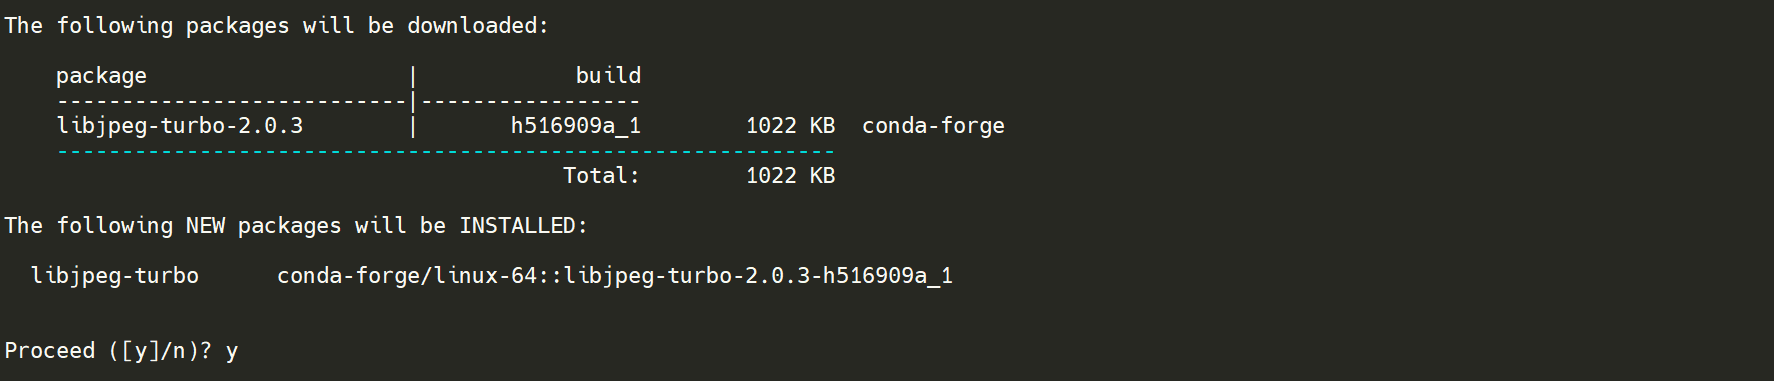 The following packages will be downloaded:
package | build
---------------------------|-----------------
libjpeg-turbo-2.0.3 | h516909a_1 1022 KB conda-forge
------------------------------------------------------------
Total: 1022 KB
The following NEW packages will be INSTALLED:
libjpeg-turbo conda-forge/linux-64::libjpeg-turbo-2.0.3-h516909a_1
Proceed ([y]/n)? y